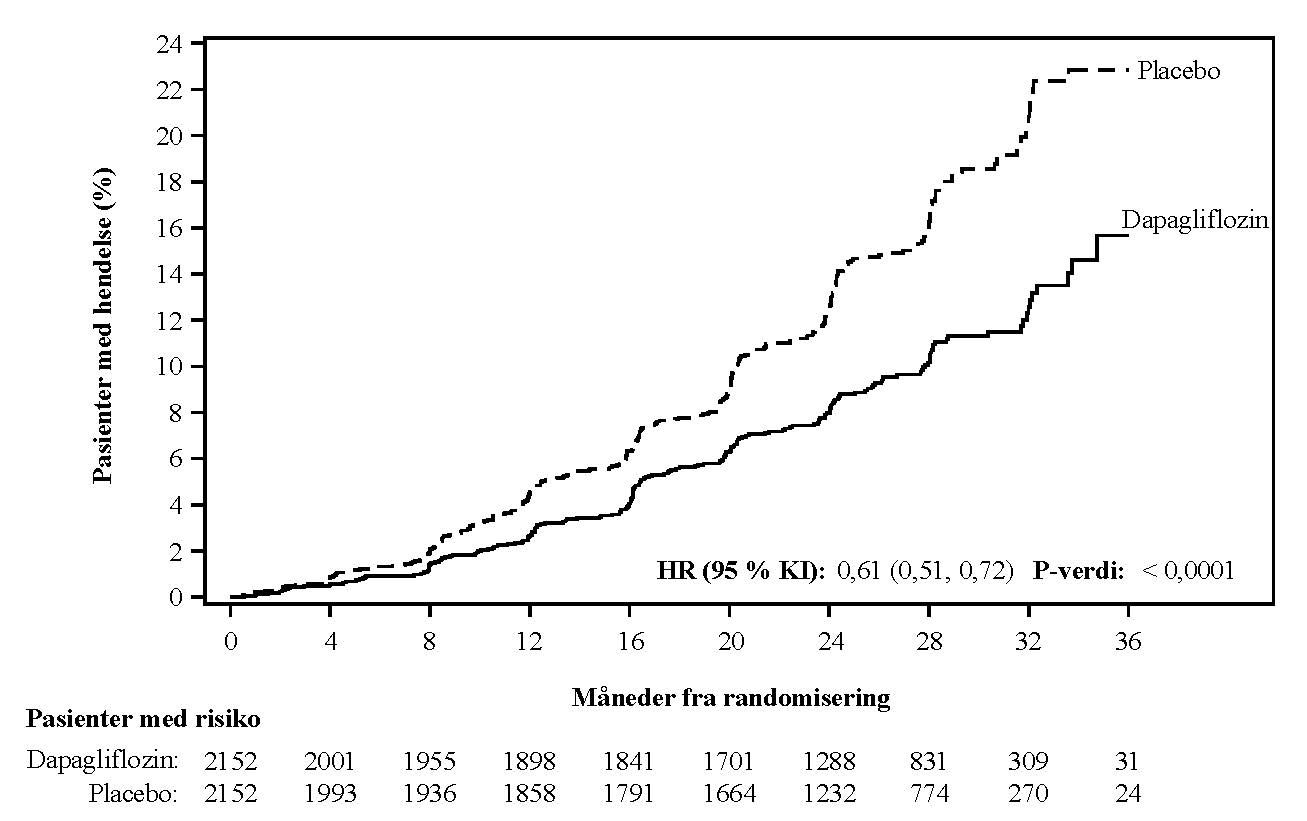 24
22
20
18
16
14
12
10
8
6
4
2
0
Pasienter med hendelse (%)
Placebo
Dapagliflozin
HR (95 % KI): 0,61 (0,51, 0,72) P-verdi: < 0,0001
0 4 8 12 16 20 24 28 32 36
Måneder fra randomisering
Pasienter med risiko
Dapagliflozin: 2152 2001 1955 1898 1841 1701 1288 831 309 31
Placebo: 2152 1993 1936 1858 1791 1664 1232 774 270 24